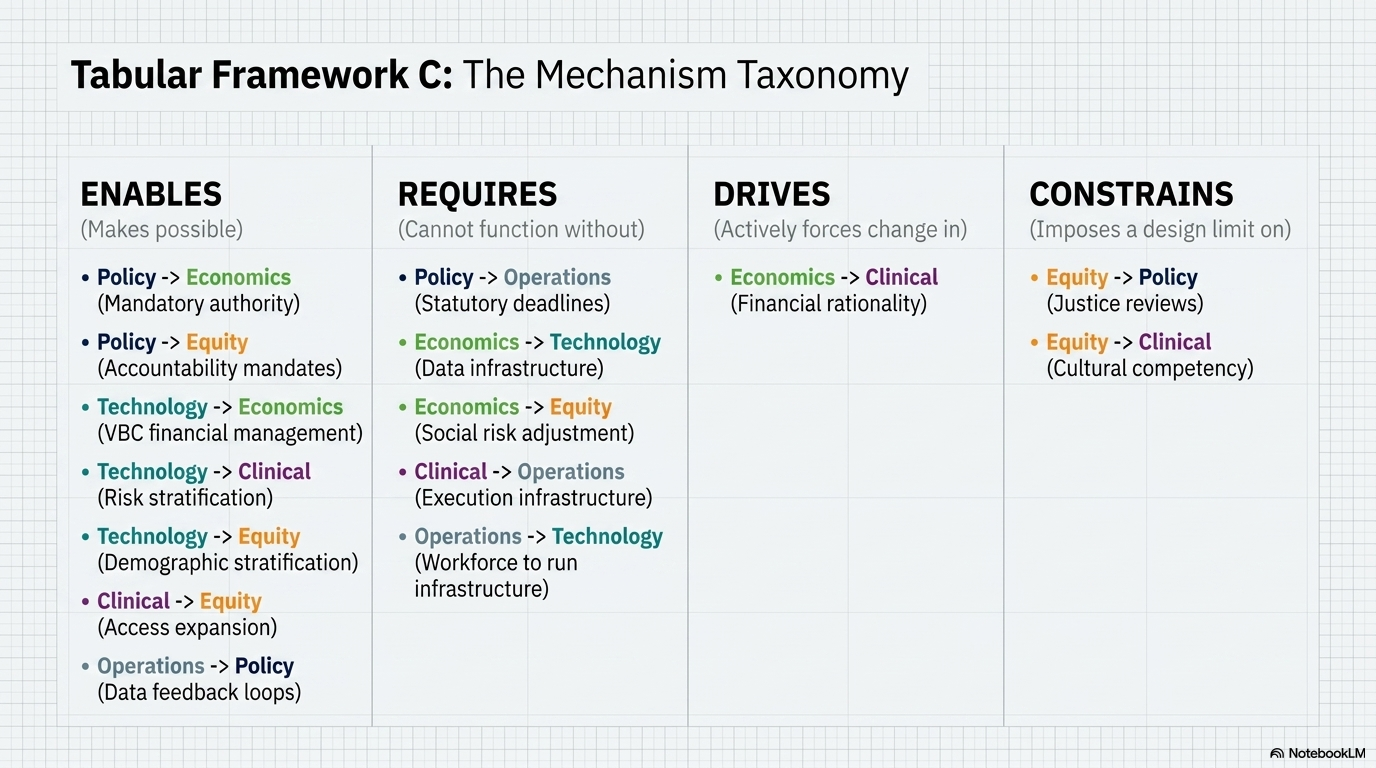 Tabular Framework C: The Mechanism Taxonomy
ENABLES
(Makes possible)
• Policy -> Economics
(Mandatory authority)
• Policy -> Equity
(Accountability mandates)
• Technology -> Economics
(VBC financial management)
• Technology -> Clinical
(Risk stratification)
• Technology -> Equity
(Demographic stratification)
• Clinical -> Equity
(Access expansion)
• Operations -> Policy
(Data feedback loops)
REQUIRES
(Cannot function without)
• Policy -> Operations
(Statutory deadlines)
• Economics -> Technology
(Data infrastructure)
• Economics -> Equity
(Social risk adjustment)
• Clinical -> Operations
(Execution infrastructure)
• Operations -> Technology
(Workforce to run
infrastructure)
DRIVES
(Actively forces change in)
• Economics -> Clinical
(Financial rationality)
CONSTRAINS
(Imposes a design limit on)
• Equity -> Policy
(Justice reviews)
• Equity -> Clinical
(Cultural competency)
NotebookLM